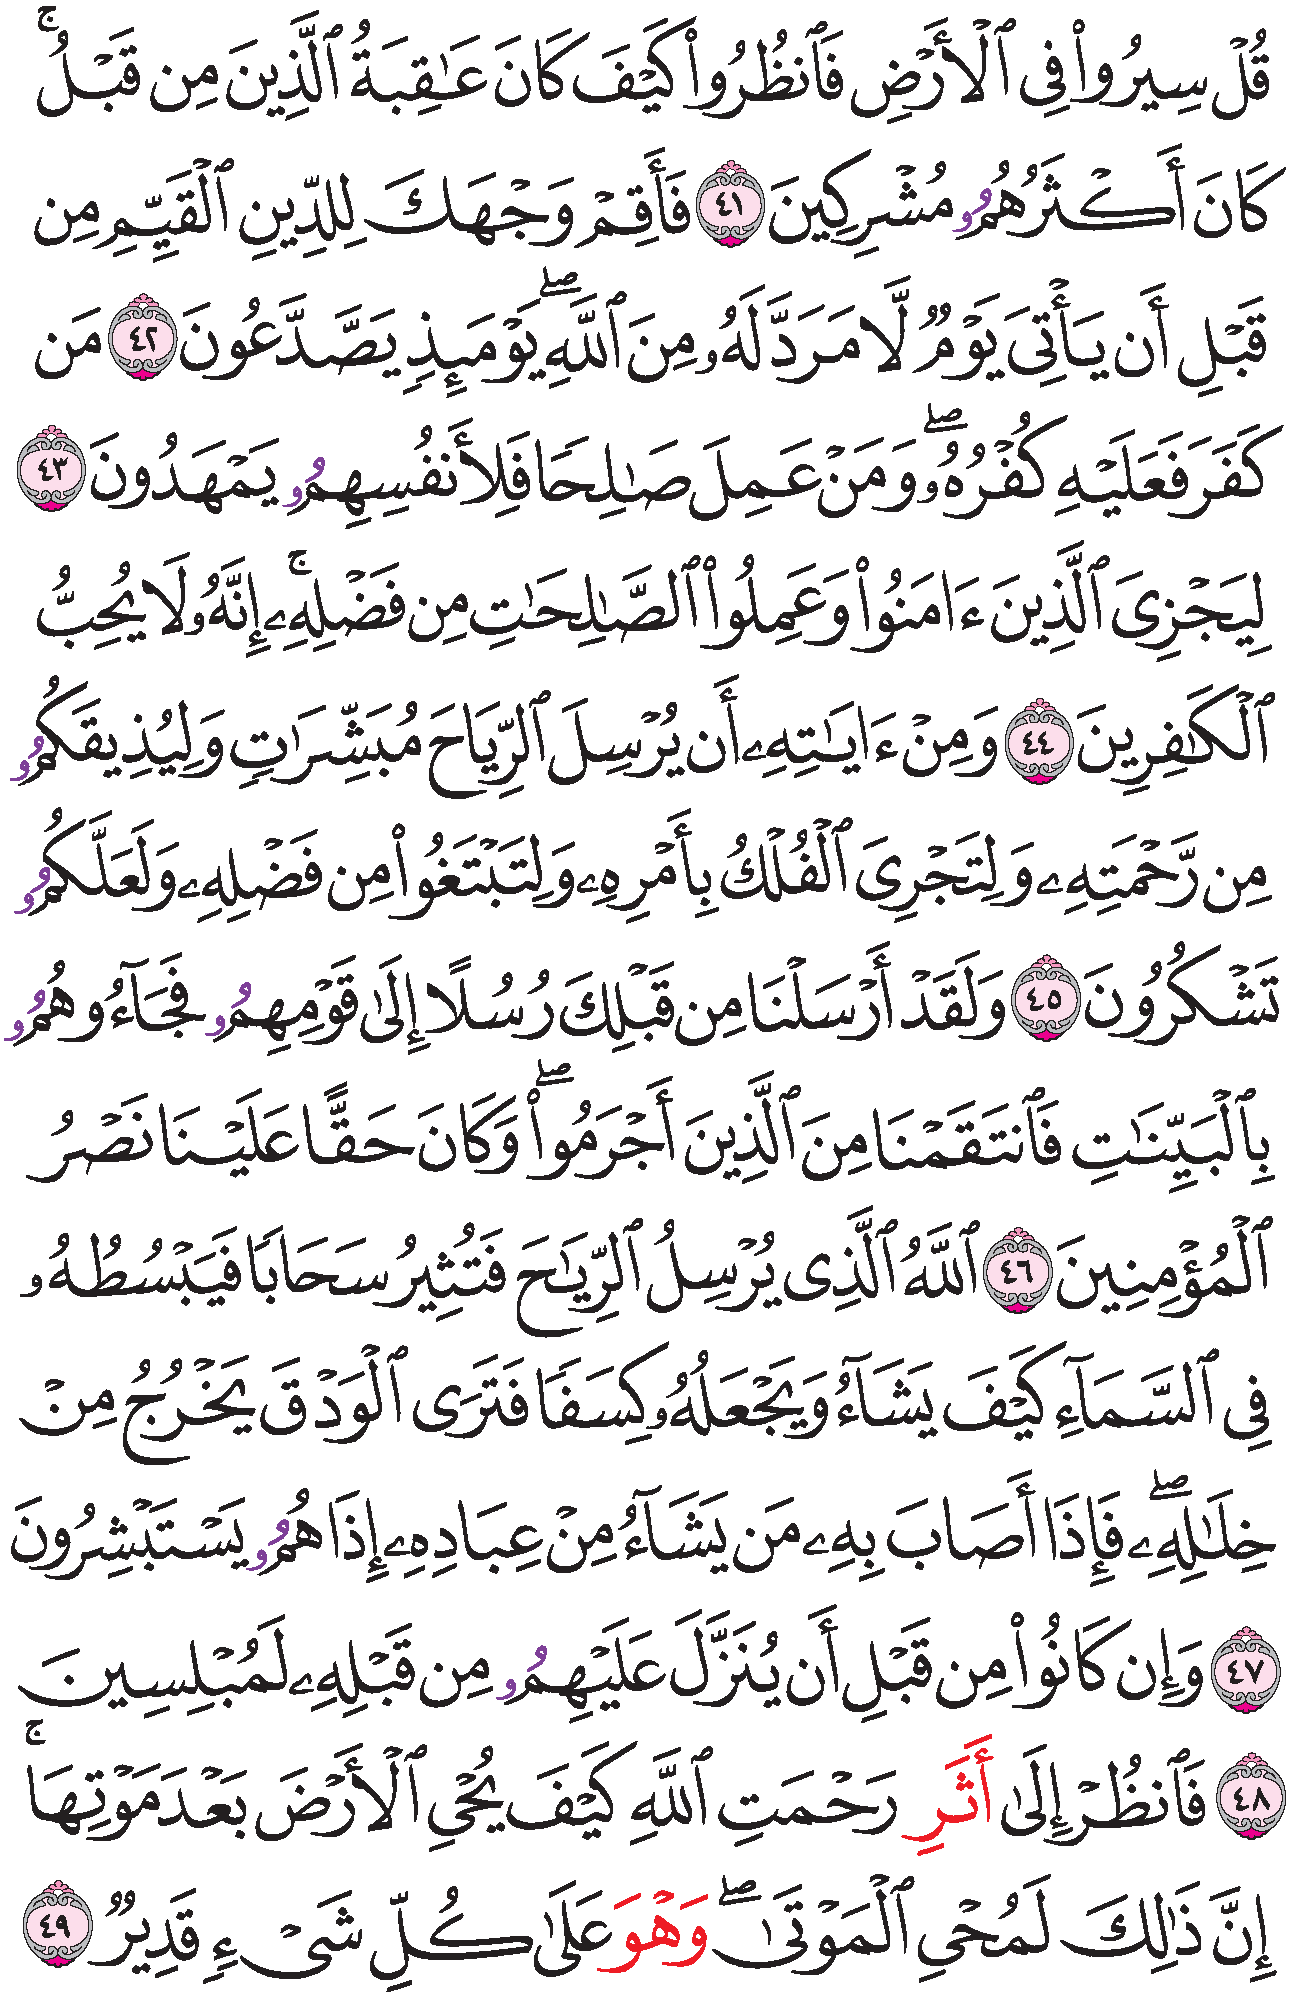 قُلْ سِيرُوا۟ فِى ٱلْأَرْضِ فَٱنظُرُوا۟ كَيْفَ كَانَ عَـٰقِبَةُ ٱلَّذِينَ مِن قَبْلُ ۚ
كَانَ أَكْثَرُهُمُۥ مُشْرِكِينَ ٤١ فَأَقِمْ وَجْهَكَ لِلدِّينِ ٱلْقَيِّمِ مِن
قَبْلِ أَن يَأْتِىَ يَوْمٌ لَّا مَرَدَّ لَهُۥ مِنَ ٱللَّهِ ۖ يَوْمَئِذٍ يَصَّدَّعُونَ ٤٢ مَن
كَفَرَ فَعَلَيْهِ كُفْرُهُۥ ۖ وَمَنْ عَمِلَ صَـٰلِحًا فَلِأَنفُسِهِمُۥ يَمْهَدُونَ ٤٣
لِيَجْزِىَ ٱلَّذِينَ ءَامَنُوا۟ وَعَمِلُوا۟ ٱلصَّـٰلِحَـٰتِ مِن فَضْلِهِۦ ۚ إِنَّهُۥ لَا يُحِبُّ
ٱلْكَـٰفِرِينَ ٤٤ وَمِنْ ءَايَـٰتِهِۦ أَن يُرْسِلَ ٱلرِّيَاحَ مُبَشِّرَٰتٍ وَلِيُذِيقَكُمُۥ
مِن رَّحْمَتِهِۦ وَلِتَجْرِىَ ٱلْفُلْكُ بِأَمْرِهِۦ وَلِتَبْتَغُوا۟ مِن فَضْلِهِۦ وَلَعَلَّكُمُۥ
تَشْكُرُونَ ٤٥ وَلَقَدْ أَرْسَلْنَا مِن قَبْلِكَ رُسُلًا إِلَىٰ قَوْمِهِمُۥ فَجَآءُوهُمُۥ
بِٱلْبَيِّنَـٰتِ فَٱنتَقَمْنَا مِنَ ٱلَّذِينَ أَجْرَمُوا۟ ۖ وَكَانَ حَقًّا عَلَيْنَا نَصْرُ
ٱلْمُؤْمِنِينَ ٤٦ ٱللَّهُ ٱلَّذِى يُرْسِلُ ٱلرِّيَـٰحَ فَتُثِيرُ سَحَابًا فَيَبْسُطُهُۥ
فِى ٱلسَّمَآءِ كَيْفَ يَشَآءُ وَيَجْعَلُهُۥ كِسَفًا فَتَرَى ٱلْوَدْقَ يَخْرُجُ مِنْ
خِلَـٰلِهِۦ ۖ فَإِذَا أَصَابَ بِهِۦ مَن يَشَآءُ مِنْ عِبَادِهِۦ إِذَا هُمُۥ يَسْتَبْشِرُونَ
٤٧ وَإِن كَانُوا۟ مِن قَبْلِ أَن يُنَزَّلَ عَلَيْهِمُۥ مِن قَبْلِهِۦ لَمُبْلِسِينَ
٤٨ فَٱنظُرْ إِلَىٰ أَثَرِ رَحْمَتِ ٱللَّهِ كَيْفَ يُحْىِ ٱلْأَرْضَ بَعْدَ مَوْتِهَا ۚ
إِنَّ ذَٰلِكَ لَمُحْىِ ٱلْمَوْتَىٰ ۖ وَهْوَ عَلَىٰ كُلِّ شَىْءٍ قَدِيرٌ ٤٩